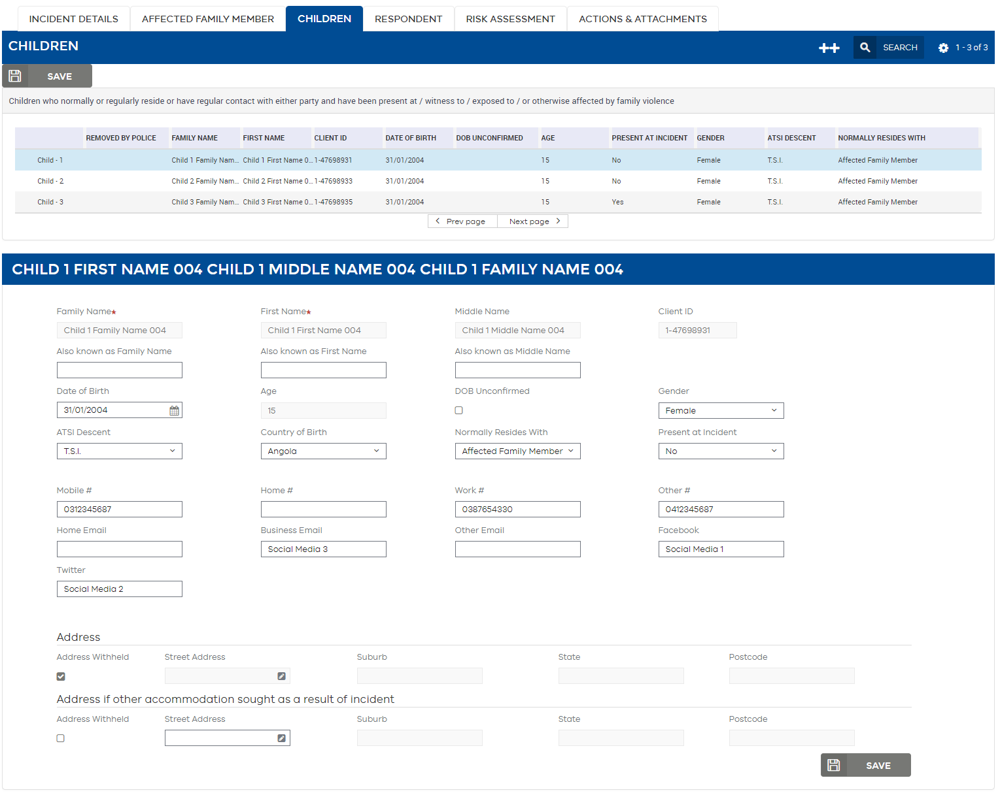 INCIDENT DETAILS AFFECTED FAMILY MEMBER CHILDREN RESPONDENT RISK ASSESSMENT ACTIONS & ATTACHMENTS
CHILDREN ++ SEARCH 1 - 3 of 3
SAVE
Children who normally or regularly reside or have regular contact with either party and have been present at / witness to / exposed to / or otherwise affected by family violence
REMOVED BY POLICE FAMILY NAME FIRST NAME CLIENT ID DATE OF BIRTH DOB UNCONFIRMED AGE PRESENT AT INCIDENT GENDER ATSI DESCENT NORMALLY RESIDES WITH
Child - 1 Child 1 Family Nam... Child 1 First Name 0... 1-47698931 31/01/2004 15 No Female T.S.I. Affected Family Member
Child - 2 Child 2 Family Nam... Child 2 First Name 0... 1-47698933 31/01/2004 15 No Female T.S.I. Affected Family Member
Child - 3 Child 3 Family Nam... Child 3 First Name 0... 1-47698935 31/01/2004 15 Yes Female T.S.I. Affected Family Member
Prev page Next page
CHILD 1 FIRST NAME 004 CHILD 1 MIDDLE NAME 004 CHILD 1 FAMILY NAME 004
Family Name★ First Name★ Middle Name Client ID
Child 1 Family Name 004 Child 1 First Name 004 Child 1 Middle Name 004 1-47698931
Also known as Family Name Also known as First Name Also known as Middle Name
Date of Birth Age DOB Unconfirmed Gender
31/01/2004 15 Female
ATSI Descent Country of Birth Normally Resides With Present at Incident
T.S.I. Angola Affected Family Member No
Mobile # Home # Work # Other #
0312345687 0387654330 0412345687
Home Email Business Email Other Email Facebook
Social Media 3 Social Media 1
Twitter
Social Media 2
Address
Address Withheld Street Address Suburb State Postcode
Address if other accommodation sought as a result of incident
Address Withheld Street Address Suburb State Postcode
SAVE